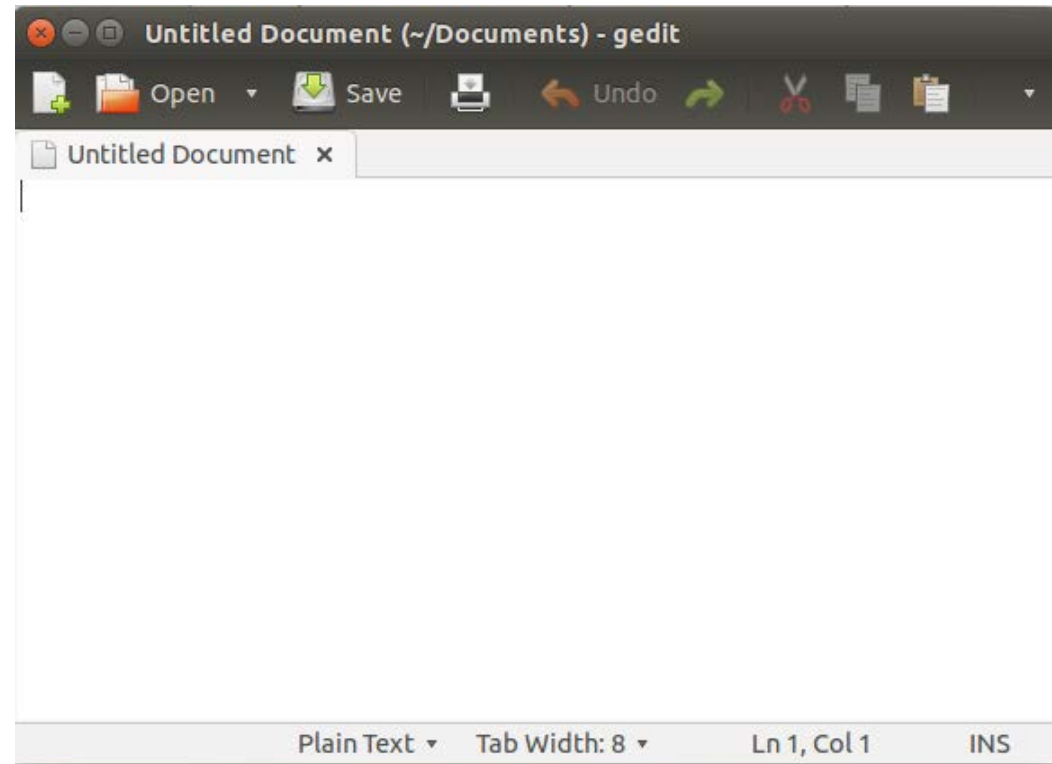 Untitled Document (~/Documents) - gedit
Open Save Undo
Untitled Document
Plain Text Tab Width: 8 Ln 1, Col 1 INS